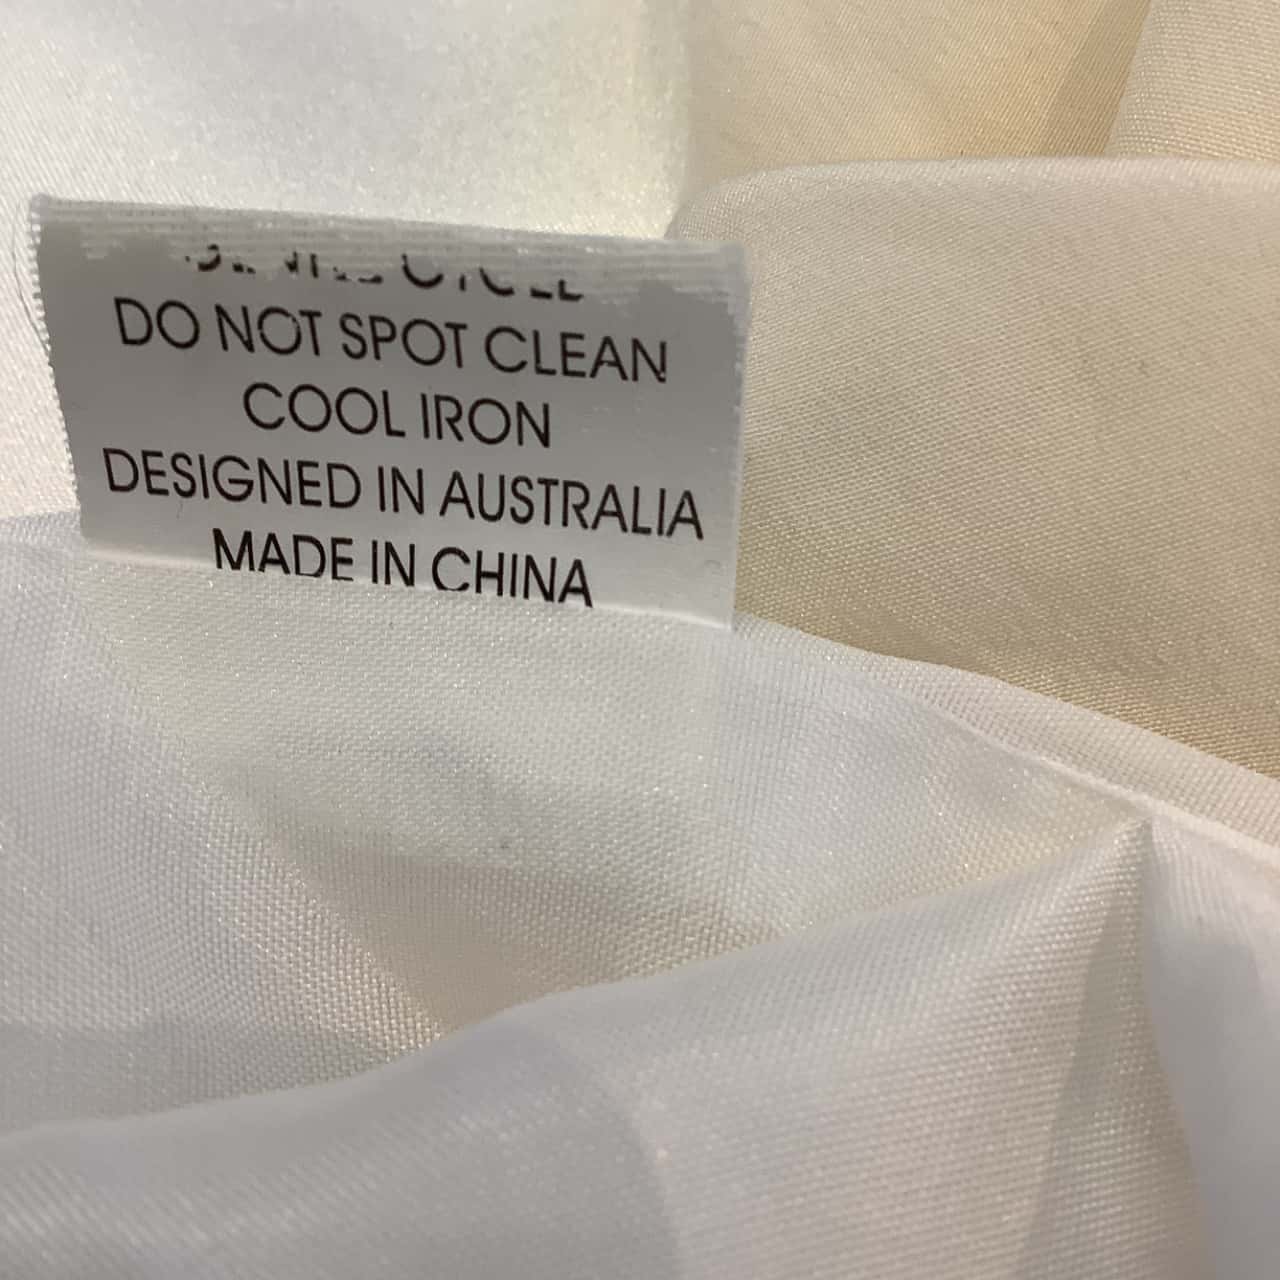 DO NOT SPOT CLEAN
COOL IRON
DESIGNED IN AUSTRALIA
MADE IN CHINA